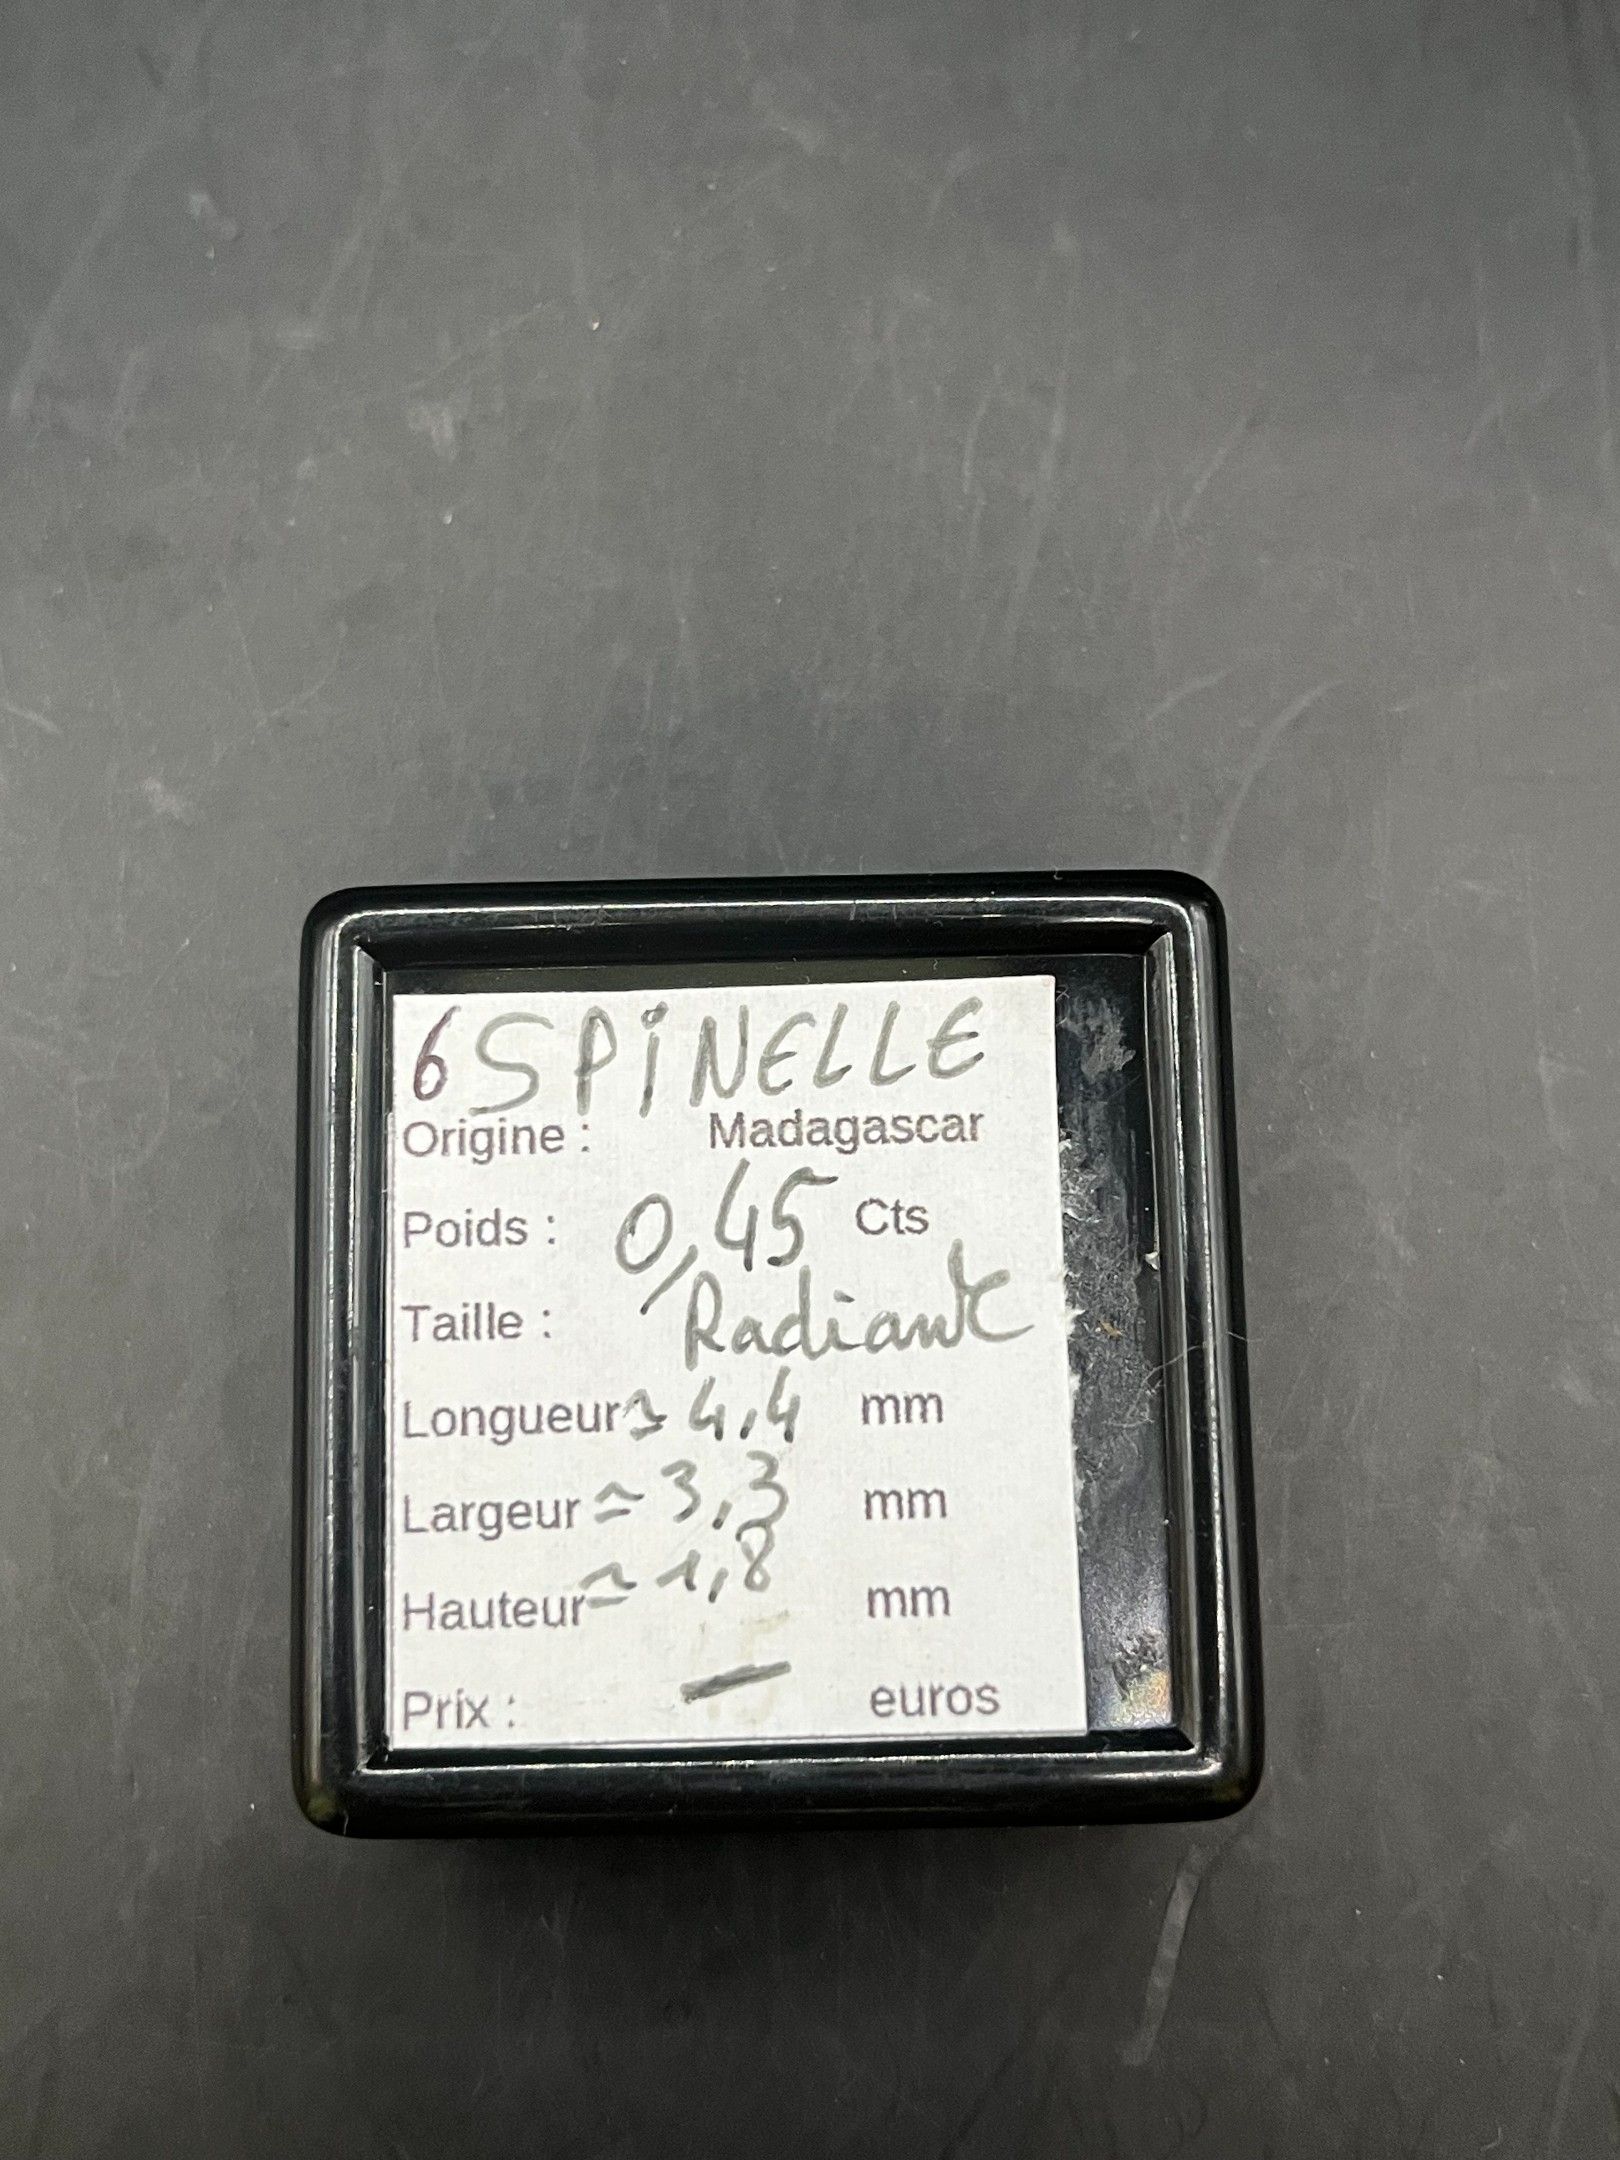 6 SPINELLE
Origine : Madagascar
Poids : 0,45 Cts
Taille : Radiant
Longueur ≃ 4,4 mm
Largeur ≃ 3,3 mm
Hauteur ≃ 1,8 mm
Prix : — euros